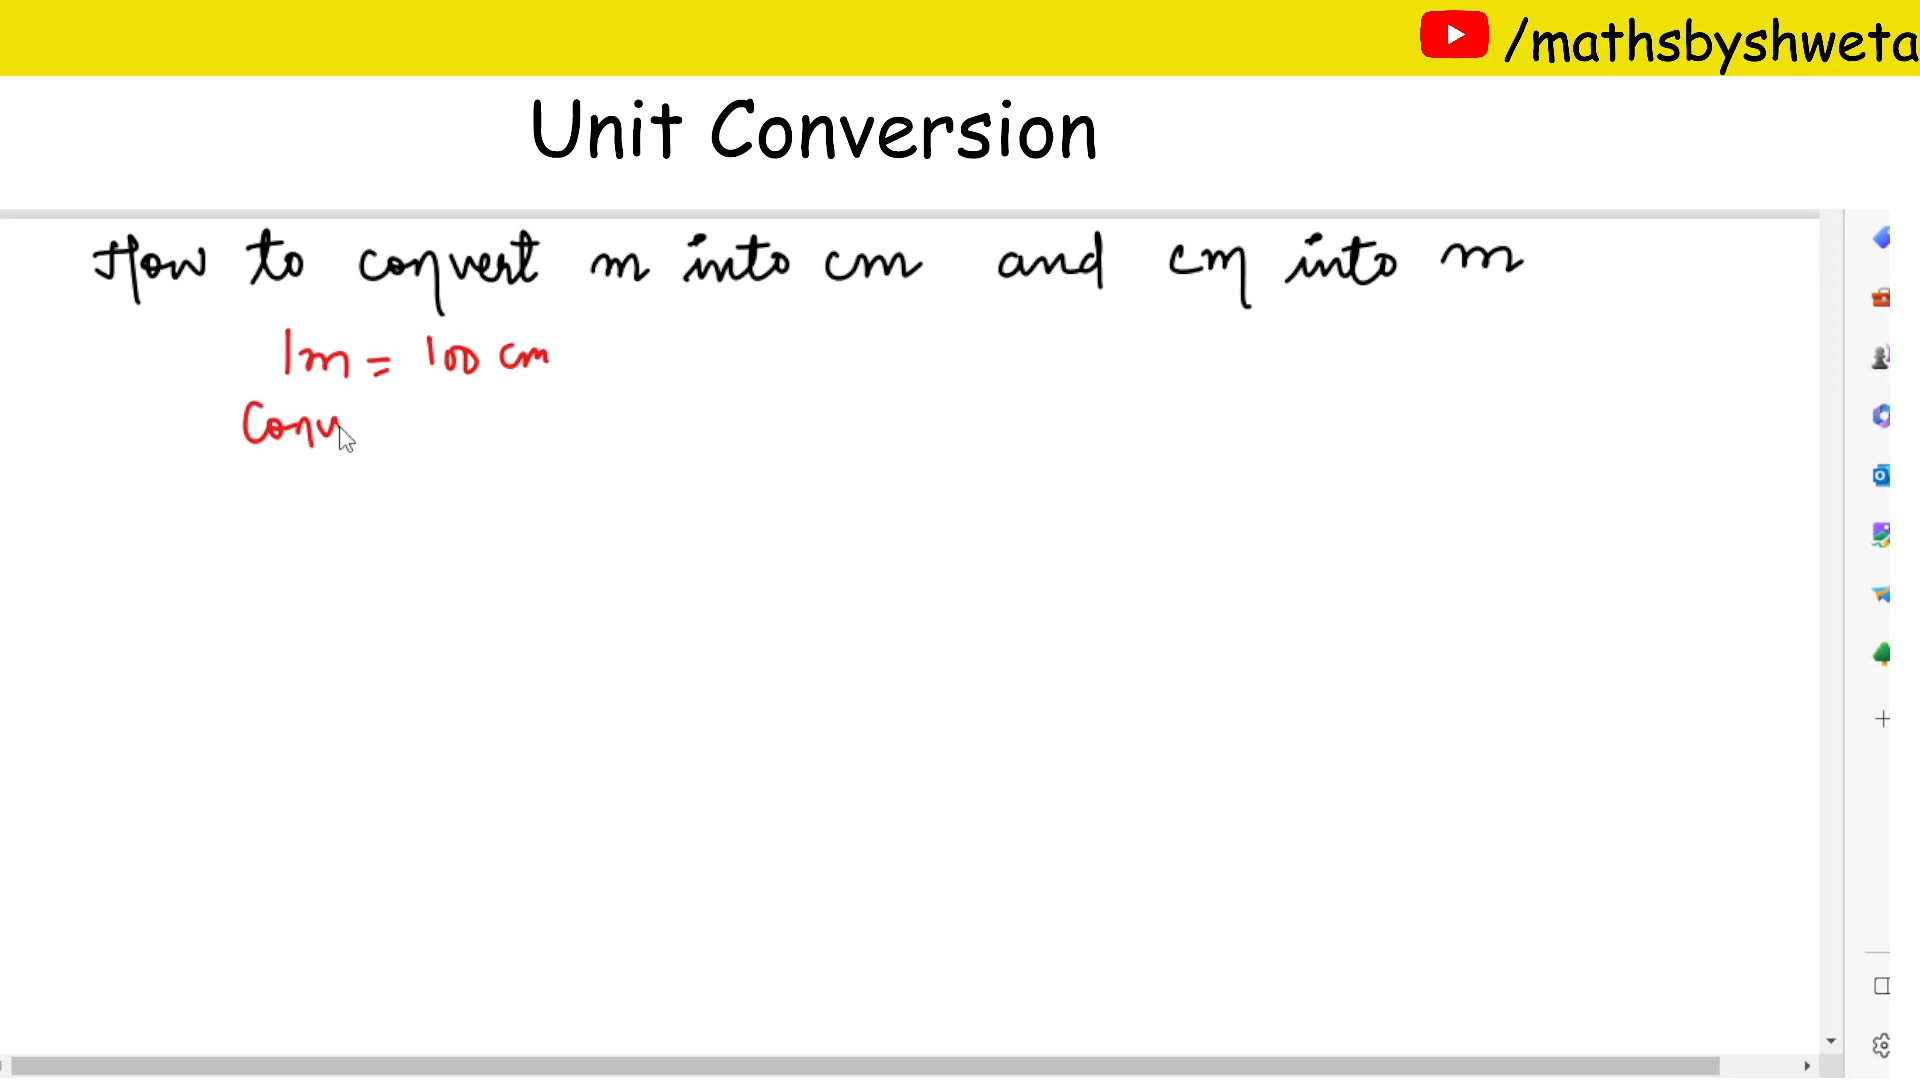 /mathsbyshweta
Unit Conversion
How to convert m into cm and cm into m
1m = 100 cm
Conv